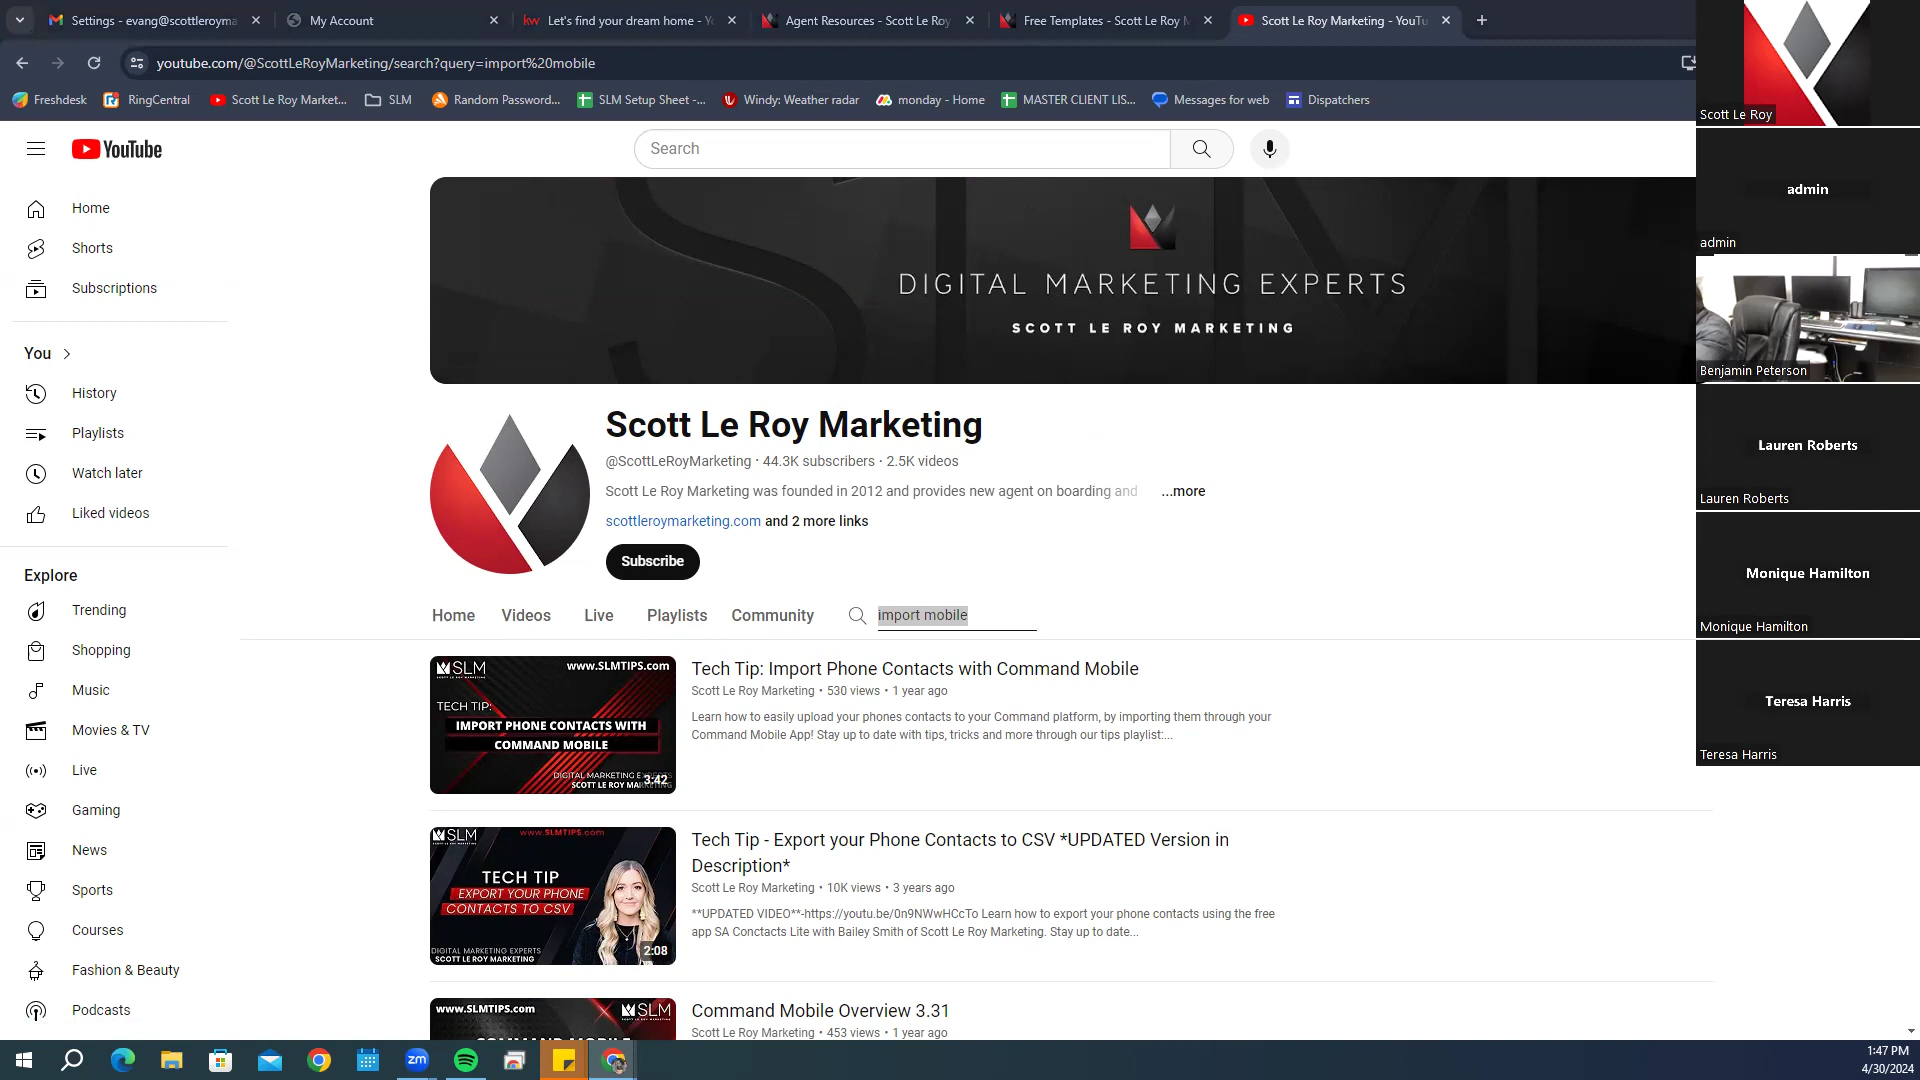 Settings - evang@scottleroyma
My Account
Let's find your dream home - Y
Agent Resources - Scott Le Roy
Free Templates - Scott Le Roy M
Scott Le Roy Marketing - YouTu
youtube.com/@ScottLeRoyMarketing/search?query=import%20mobile
Freshdesk
RingCentral
Scott Le Roy Market...
SLM
Random Password...
SLM Setup Sheet -...
Windy: Weather radar
monday - Home
MASTER CLIENT LIS...
Messages for web
Dispatchers
YouTube
Search
Home
Shorts
Subscriptions
You
History
Playlists
Watch later
Liked videos
Explore
Trending
Shopping
Music
Movies & TV
Live
Gaming
News
Sports
Courses
Fashion & Beauty
Podcasts
DIGITAL MARKETING EXPERTS
SCOTT LE ROY MARKETING
Scott Le Roy Marketing
@ScottLeRoyMarketing · 44.3K subscribers · 2.5K videos
Scott Le Roy Marketing was founded in 2012 and provides new agent on boarding and ...more
scottleroymarketing.com and 2 more links
Subscribe
Home
Videos
Live
Playlists
Community
import mobile
SLM
www.SLMTIPS.com
TECH TIP:
IMPORT PHONE CONTACTS WITH
COMMAND MOBILE
DIGITAL MARKETING EXPERTS
SCOTT LE ROY MARKETING
3:42
Tech Tip: Import Phone Contacts with Command Mobile
Scott Le Roy Marketing • 530 views • 1 year ago
Learn how to easily upload your phones contacts to your Command platform, by importing them through your
Command Mobile App! Stay up to date with tips, tricks and more through our tips playlist:...
SLM
www.SLMTIPS.com
TECH TIP
EXPORT YOUR PHONE
CONTACTS TO CSV
DIGITAL MARKETING EXPERTS
SCOTT LE ROY MARKETING
2:08
Tech Tip - Export your Phone Contacts to CSV *UPDATED Version in
Description*
Scott Le Roy Marketing • 10K views • 3 years ago
**UPDATED VIDEO**-https://youtu.be/0n9NWwHCcTo Learn how to export your phone contacts using the free
app SA Conctacts Lite with Bailey Smith of Scott Le Roy Marketing. Stay up to date...
www.SLMTIPS.com
SLM
COMMAND MOBILE
Command Mobile Overview 3.31
Scott Le Roy Marketing • 453 views • 1 year ago
Scott Le Roy
admin
admin
Benjamin Peterson
Lauren Roberts
Lauren Roberts
Monique Hamilton
Monique Hamilton
Teresa Harris
Teresa Harris
zm
1:47 PM
4/30/2024